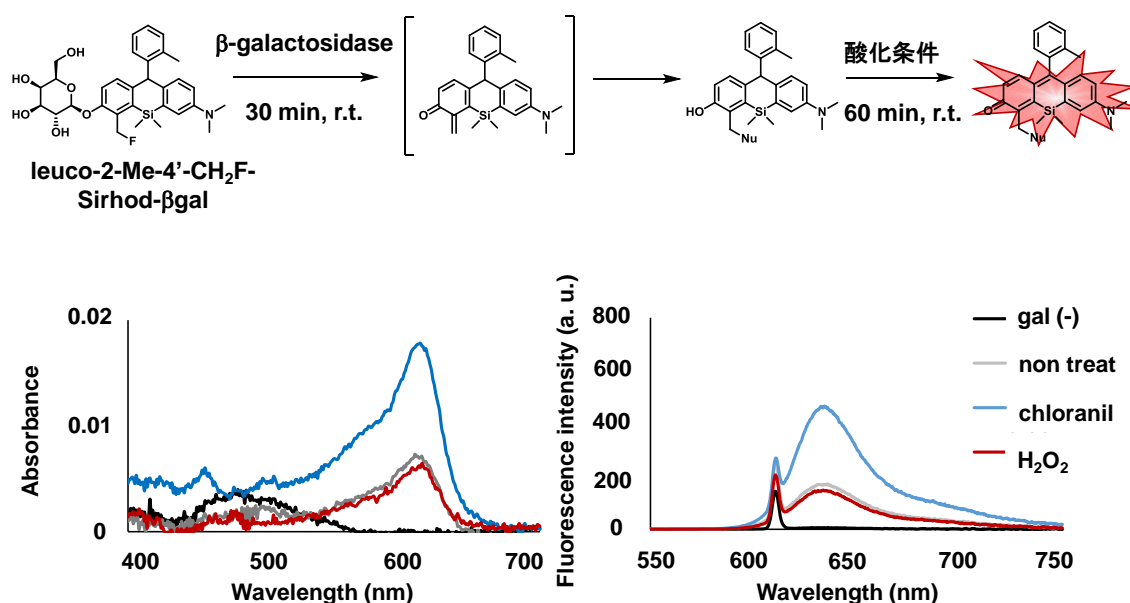 β-galactosidase
30 min, r.t.
酸化条件
60 min, r.t.
OH
HO
O
HO
OH
O
F
Si
N
O
Si
N
HO
Si
N
Nu
O
Si
N
Nu
leuco-2-Me-4’-CH2F-
Sirhod-βgal
Absorbance
0.02
0.01
0
400 500 600 700
Wavelength (nm)
Fluorescence intensity (a. u.)
800
600
400
200
0
550 600 650 700 750
Wavelength (nm)
gal (-)
non treat
chloranil
H2O2